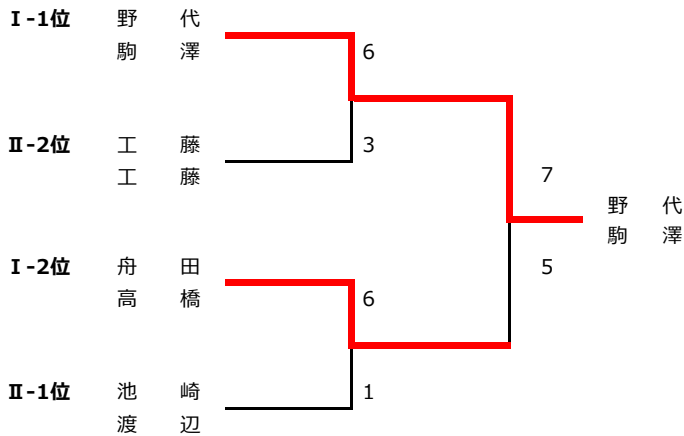 Ⅰ-1位 野 代
駒 澤
6
Ⅱ-2位 工 藤
工 藤
3
7
野 代
駒 澤
Ⅰ-2位 舟 田
高 橋
5
6
Ⅱ-1位 池 崎
渡 辺
1